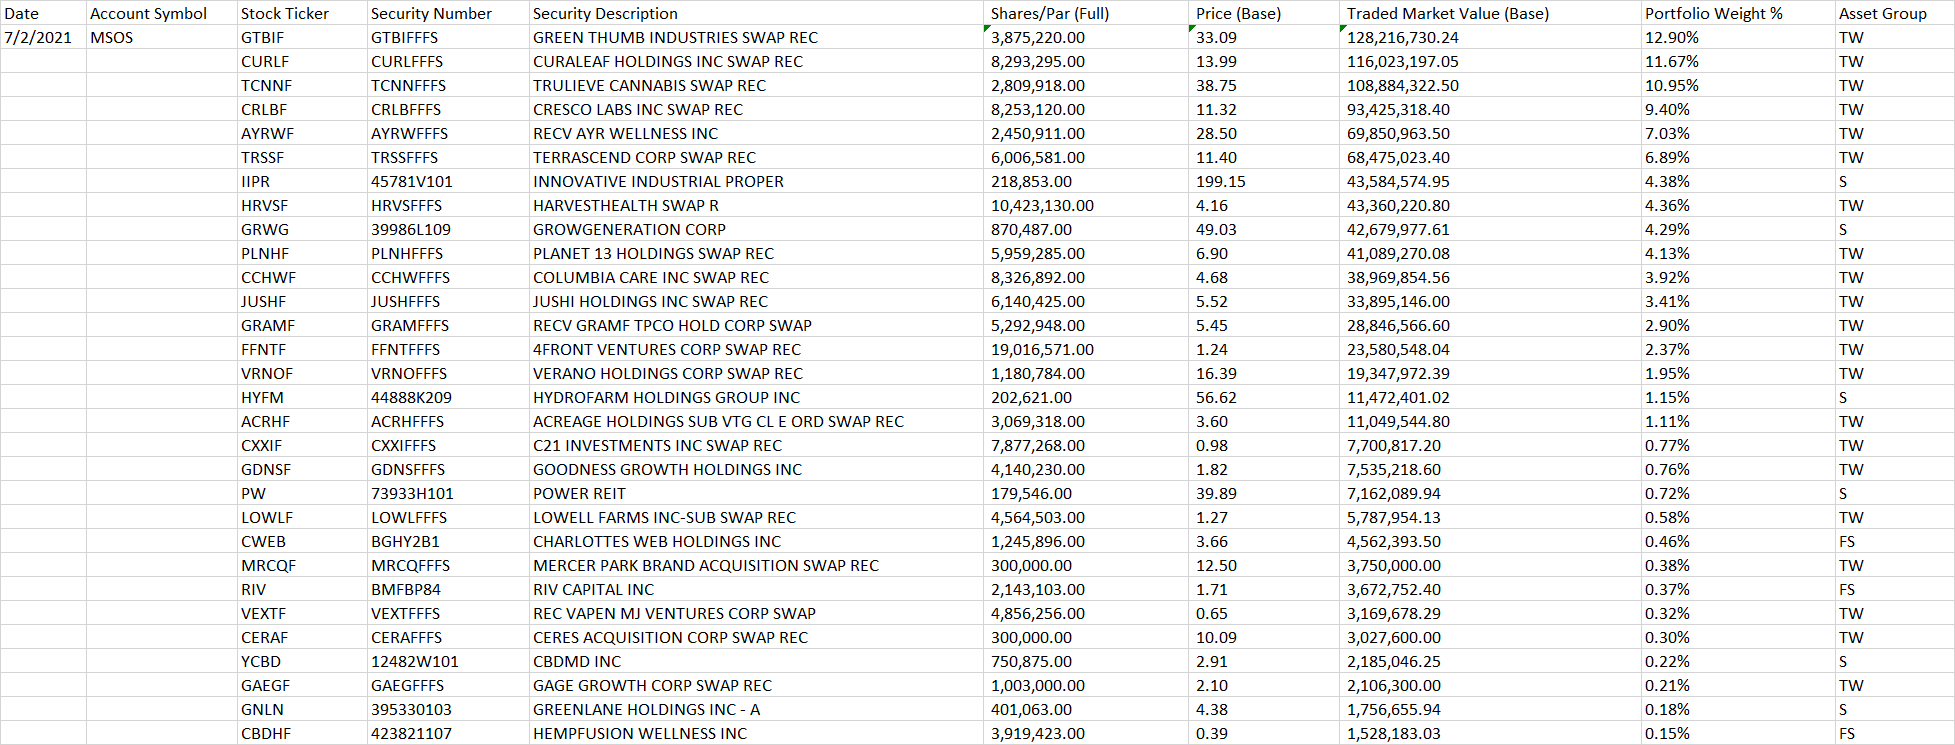 Date Account Symbol Stock Ticker Security Number Security Description Shares/Par (Full) Price (Base) Traded Market Value (Base) Portfolio Weight % Asset Group
7/2/2021 MSOS GTBIF GTBIFFFS GREEN THUMB INDUSTRIES SWAP REC 3,875,220.00 33.09 128,216,730.24 12.90% TW
CURLF CURLFFFS CURALEAF HOLDINGS INC SWAP REC 8,293,295.00 13.99 116,023,197.05 11.67% TW
TCNNF TCNNFFFS TRULIEVE CANNABIS SWAP REC 2,809,918.00 38.75 108,884,322.50 10.95% TW
CRLBF CRLBFFFS CRESCO LABS INC SWAP REC 8,253,120.00 11.32 93,425,318.40 9.40% TW
AYRWF AYRWFFFS RECV AYR WELLNESS INC 2,450,911.00 28.50 69,850,963.50 7.03% TW
TRSSF TRSSFFFS TERRASCEND CORP SWAP REC 6,006,581.00 11.40 68,475,023.40 6.89% TW
IIPR 45781V101 INNOVATIVE INDUSTRIAL PROPER 218,853.00 199.15 43,584,574.95 4.38% S
HRVSF HRVSFFFS HARVESTHEALTH SWAP R 10,423,130.00 4.16 43,360,220.80 4.36% TW
GRWG 39986L109 GROWGENERATION CORP 870,487.00 49.03 42,679,977.61 4.29% S
PLNHF PLNHFFFS PLANET 13 HOLDINGS SWAP REC 5,959,285.00 6.90 41,089,270.08 4.13% TW
CCHWF CCHWFFFS COLUMBIA CARE INC SWAP REC 8,326,892.00 4.68 38,969,854.56 3.92% TW
JUSHF JUSHFFFS JUSHI HOLDINGS INC SWAP REC 6,140,425.00 5.52 33,895,146.00 3.41% TW
GRAMF GRAMFFFS RECV GRAMF TPCO HOLD CORP SWAP 5,292,948.00 5.45 28,846,566.60 2.90% TW
FFNTF FFNTFFFS 4FRONT VENTURES CORP SWAP REC 19,016,571.00 1.24 23,580,548.04 2.37% TW
VRNOF VRNOFFFS VERANO HOLDINGS CORP SWAP REC 1,180,784.00 16.39 19,347,972.39 1.95% TW
HYFM 44888K209 HYDROFARM HOLDINGS GROUP INC 202,621.00 56.62 11,472,401.02 1.15% S
ACRHF ACRHFFFS ACREAGE HOLDINGS SUB VTG CL E ORD SWAP REC 3,069,318.00 3.60 11,049,544.80 1.11% TW
CXXIF CXXIFFFS C21 INVESTMENTS INC SWAP REC 7,877,268.00 0.98 7,700,817.20 0.77% TW
GDNSF GDNSFFFS GOODNESS GROWTH HOLDINGS INC 4,140,230.00 1.82 7,535,218.60 0.76% TW
PW 73933H101 POWER REIT 179,546.00 39.89 7,162,089.94 0.72% S
LOWLF LOWLFFFS LOWELL FARMS INC-SUB SWAP REC 4,564,503.00 1.27 5,787,954.13 0.58% TW
CWEB BGHY2B1 CHARLOTTES WEB HOLDINGS INC 1,245,896.00 3.66 4,562,393.50 0.46% FS
MRCQF MRCQFFFS MERCER PARK BRAND ACQUISITION SWAP REC 300,000.00 12.50 3,750,000.00 0.38% TW
RIV BMFBP84 RIV CAPITAL INC 2,143,103.00 1.71 3,672,752.40 0.37% FS
VEXTF VEXTFFFS REC VAPEN MJ VENTURES CORP SWAP 4,856,256.00 0.65 3,169,678.29 0.32% TW
CERAF CERAFFFS CERES ACQUISITION CORP SWAP REC 300,000.00 10.09 3,027,600.00 0.30% TW
YCBD 12482W101 CBDMD INC 750,875.00 2.91 2,185,046.25 0.22% S
GAEGF GAEGFFFS GAGE GROWTH CORP SWAP REC 1,003,000.00 2.10 2,106,300.00 0.21% TW
GNLN 395330103 GREENLANE HOLDINGS INC - A 401,063.00 4.38 1,756,655.94 0.18% S
CBDHF 423821107 HEMPFUSION WELLNESS INC 3,919,423.00 0.39 1,528,183.03 0.15% FS